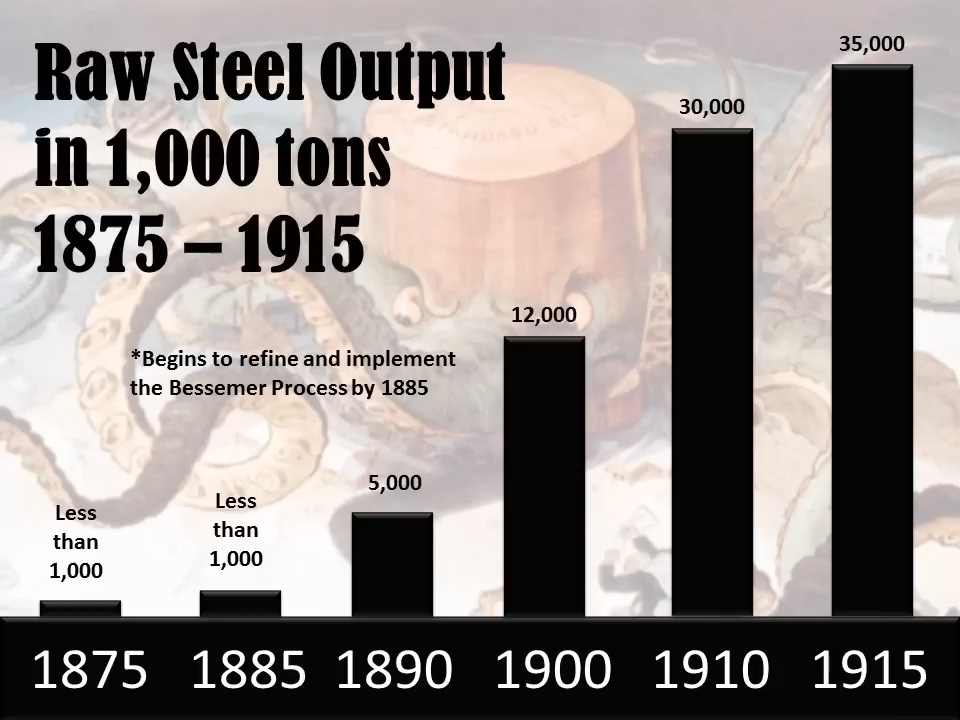 Raw Steel Output
in 1,000 tons
1875 – 1915
35,000
30,000
12,000
*Begins to refine and implement
the Bessemer Process by 1885
5,000
Less
than
1,000
Less
than
1,000
1875 1885 1890 1900 1910 1915